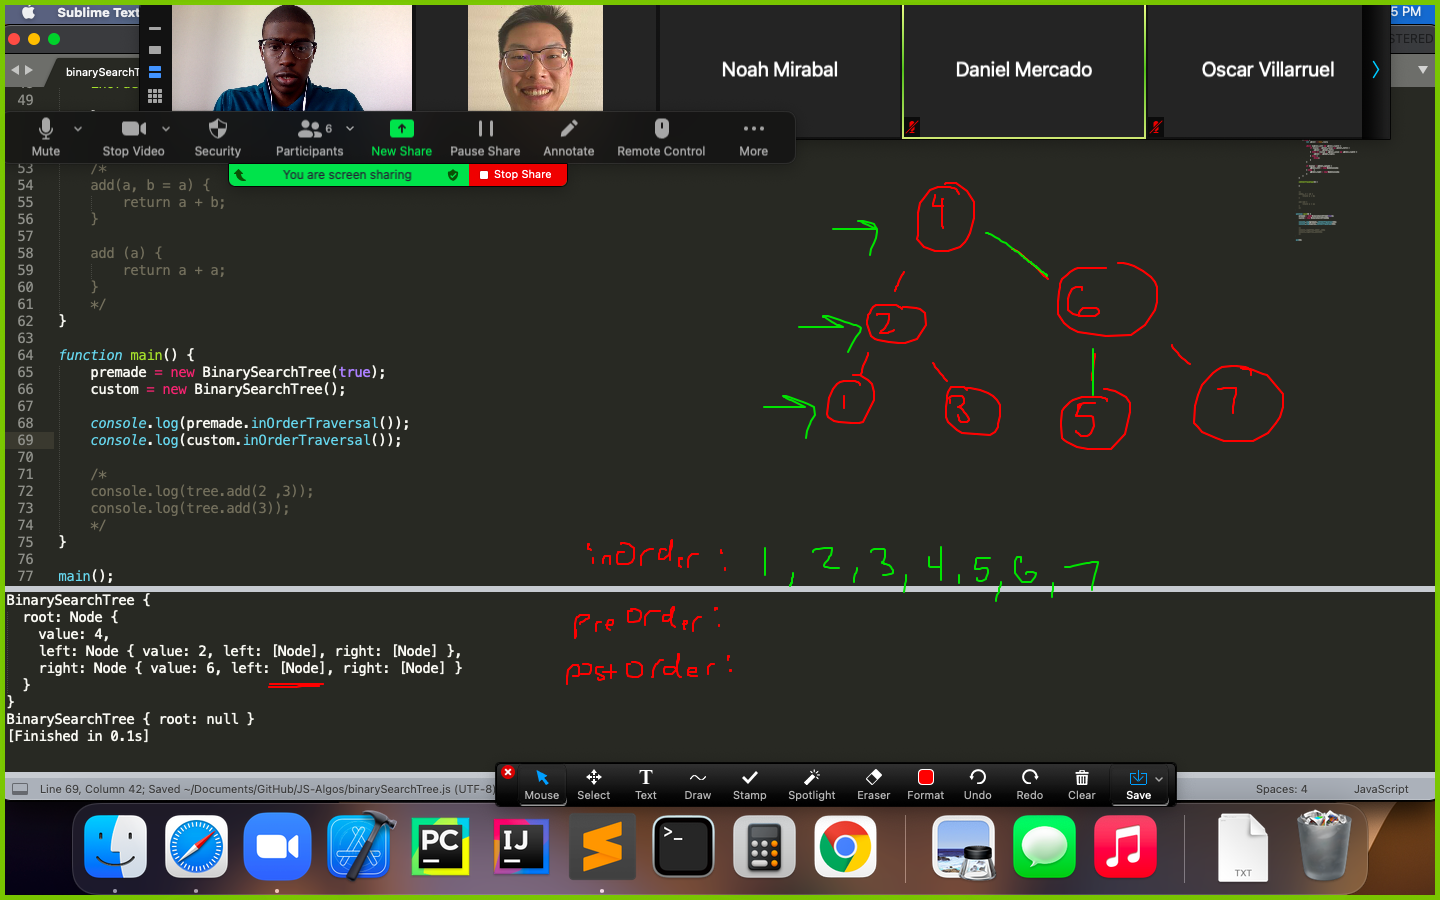 Sublime Text
5 PM
STERED
binarySearchT
Noah Mirabal
Daniel Mercado
Oscar Villarruel
49
Mute
Stop Video
Security
Participants
6
New Share
Pause Share
Annotate
Remote Control
More
You are screen sharing
Stop Share
53 /*
54 add(a, b = a) {
55 return a + b;
56 }
57
58 add (a) {
59 return a + a;
60 }
61 */
62 }
63
64 function main() {
65 premade = new BinarySearchTree(true);
66 custom = new BinarySearchTree();
67
68 console.log(premade.inOrderTraversal());
69 console.log(custom.inOrderTraversal());
70
71 /*
72 console.log(tree.add(2 ,3));
73 console.log(tree.add(3));
74 */
75 }
76
77 main();
4
6
2
1
3
5
7
inOrder: 1, 2, 3, 4, 5, 6, 7
preOrder:
postOrder:
BinarySearchTree {
root: Node {
value: 4,
left: Node { value: 2, left: [Node], right: [Node] },
right: Node { value: 6, left: [Node], right: [Node] }
}
}
BinarySearchTree { root: null }
[Finished in 0.1s]
Mouse
Select
Text
Draw
Stamp
Spotlight
Eraser
Format
Undo
Redo
Clear
Save
Line 69, Column 42; Saved ~/Documents/GitHub/JS-Algos/binarySearchTree.js (UTF-8)
Spaces: 4
JavaScript
PC
IJ
>_
TXT